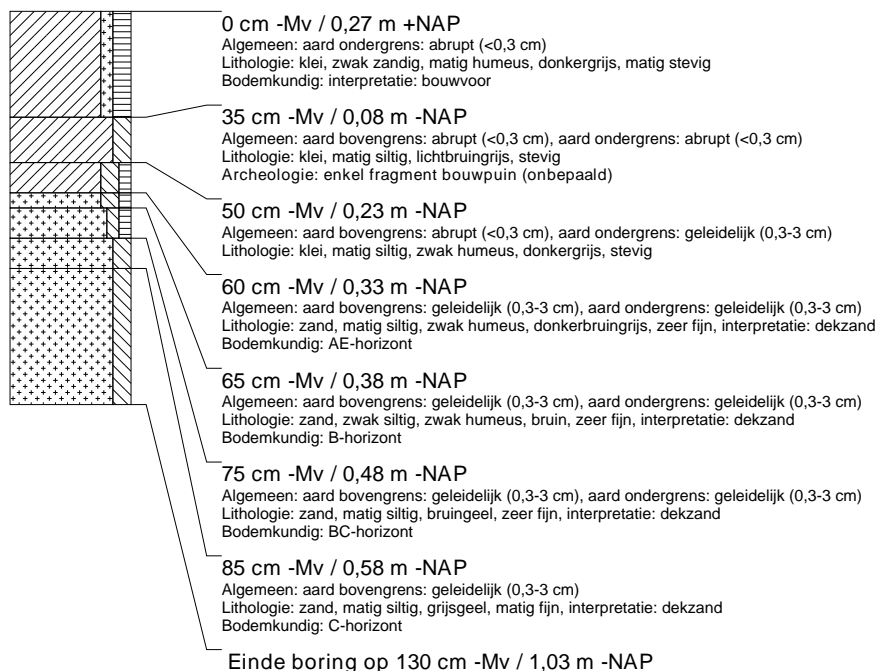 0 cm -Mv / 0,27 m +NAP
Algemeen: aard ondergrens: abrupt (<0,3 cm)
Lithologie: klei, zwak zandig, matig humeus, donkergrijs, matig stevig
Bodemkundig: interpretatie: bouwvoor
35 cm -Mv / 0,08 m -NAP
Algemeen: aard bovengrens: abrupt (<0,3 cm), aard ondergrens: abrupt (<0,3 cm)
Lithologie: klei, matig siltig, lichtbruingrijs, stevig
Archeologie: enkel fragment bouwpuin (onbepaald)
50 cm -Mv / 0,23 m -NAP
Algemeen: aard bovengrens: abrupt (<0,3 cm), aard ondergrens: geleidelijk (0,3-3 cm)
Lithologie: klei, matig siltig, zwak humeus, donkergrijs, stevig
60 cm -Mv / 0,33 m -NAP
Algemeen: aard bovengrens: geleidelijk (0,3-3 cm), aard ondergrens: geleidelijk (0,3-3 cm)
Lithologie: zand, matig siltig, zwak humeus, donkerbruingrijs, zeer fijn, interpretatie: dekzand
Bodemkundig: AE-horizont
65 cm -Mv / 0,38 m -NAP
Algemeen: aard bovengrens: geleidelijk (0,3-3 cm), aard ondergrens: geleidelijk (0,3-3 cm)
Lithologie: zand, zwak siltig, zwak humeus, bruin, zeer fijn, interpretatie: dekzand
Bodemkundig: B-horizont
75 cm -Mv / 0,48 m -NAP
Algemeen: aard bovengrens: geleidelijk (0,3-3 cm), aard ondergrens: geleidelijk (0,3-3 cm)
Lithologie: zand, matig siltig, bruingeel, zeer fijn, interpretatie: dekzand
Bodemkundig: BC-horizont
85 cm -Mv / 0,58 m -NAP
Algemeen: aard bovengrens: geleidelijk (0,3-3 cm)
Lithologie: zand, matig siltig, grijsgeel, matig fijn, interpretatie: dekzand
Bodemkundig: C-horizont
Einde boring op 130 cm -Mv / 1,03 m -NAP